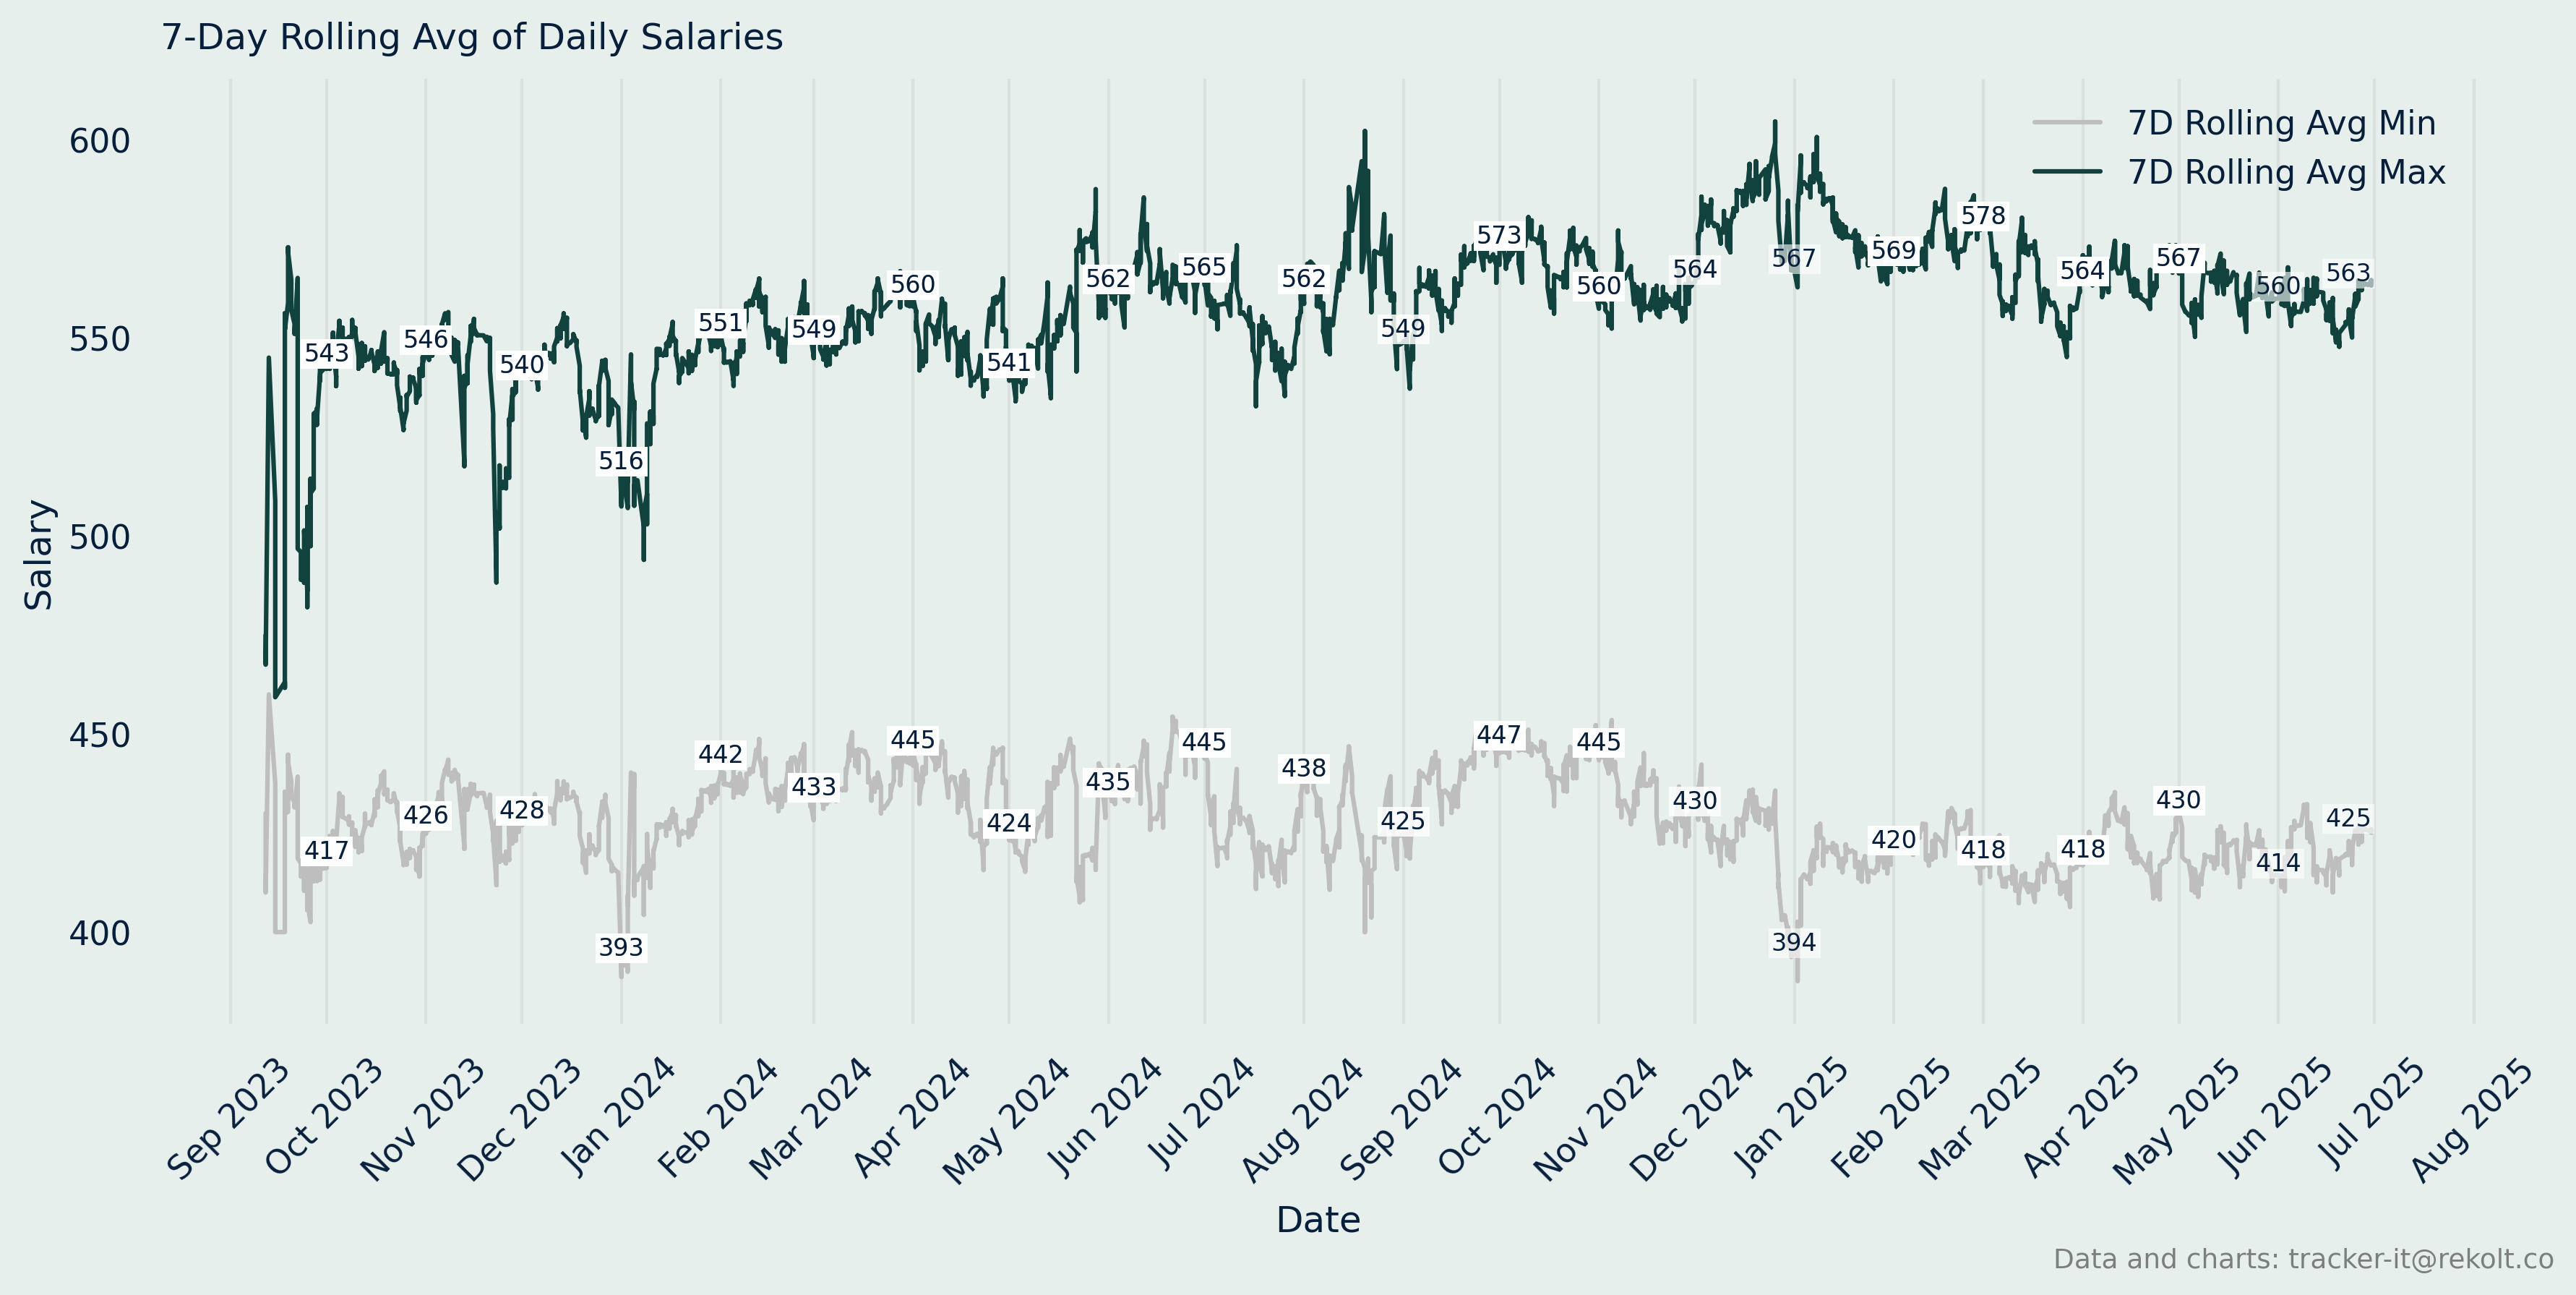 7-Day Rolling Avg of Daily Salaries
7D Rolling Avg Min
7D Rolling Avg Max
Salary
600
550
500
450
400
543
546
540
516
551
549
560
541
562
565
562
549
573
560
564
567
569
578
564
567
560
563
417
426
428
393
442
433
445
424
435
445
438
425
447
445
430
394
420
418
418
430
414
425
Sep 2023
Oct 2023
Nov 2023
Dec 2023
Jan 2024
Feb 2024
Mar 2024
Apr 2024
May 2024
Jun 2024
Jul 2024
Aug 2024
Sep 2024
Oct 2024
Nov 2024
Dec 2024
Jan 2025
Feb 2025
Mar 2025
Apr 2025
May 2025
Jun 2025
Jul 2025
Aug 2025
Date
Data and charts: tracker-it@rekolt.co